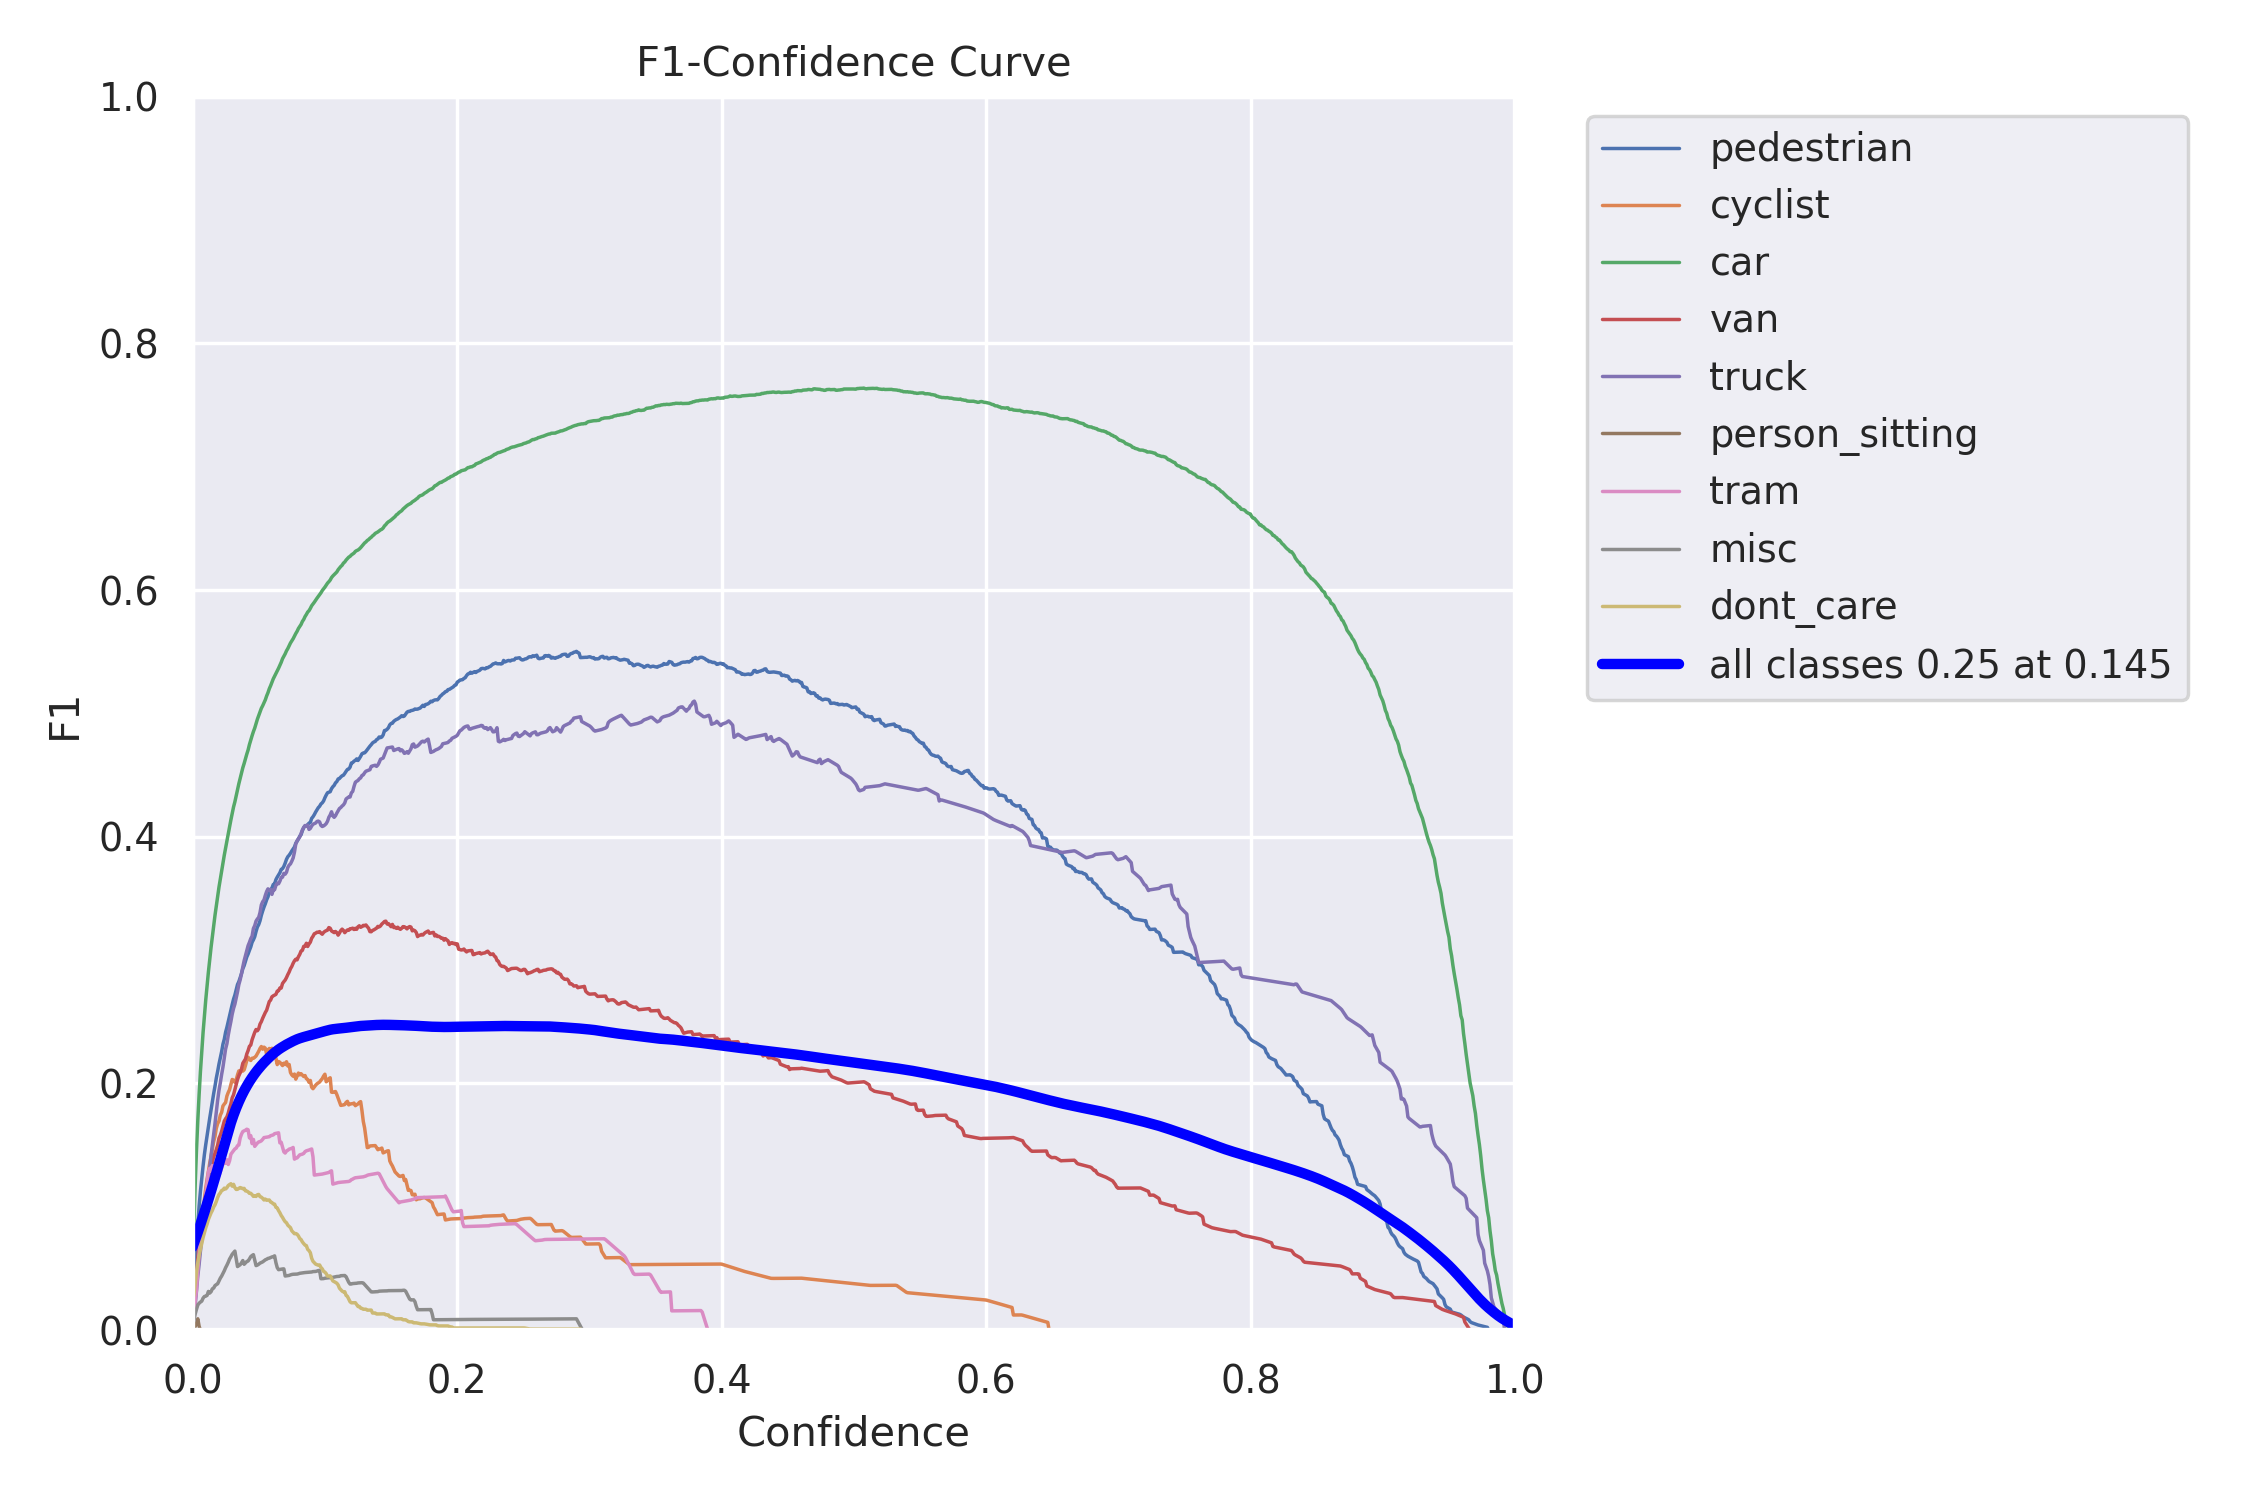 F1-Confidence Curve
1.0
0.8
0.6
0.4
0.2
0.0
F1
0.0 0.2 0.4 0.6 0.8 1.0
Confidence
pedestrian
cyclist
car
van
truck
person_sitting
tram
misc
dont_care
all classes 0.25 at 0.145